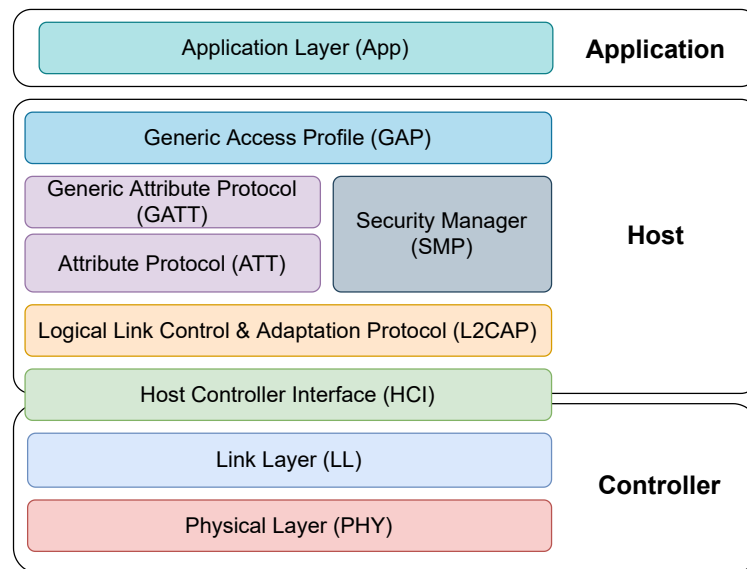 Application Layer (App)
Application
Generic Access Profile (GAP)
Generic Attribute Protocol
(GATT)
Security Manager
(SMP)
Host
Attribute Protocol (ATT)
Logical Link Control & Adaptation Protocol (L2CAP)
Host Controller Interface (HCI)
Link Layer (LL)
Controller
Physical Layer (PHY)